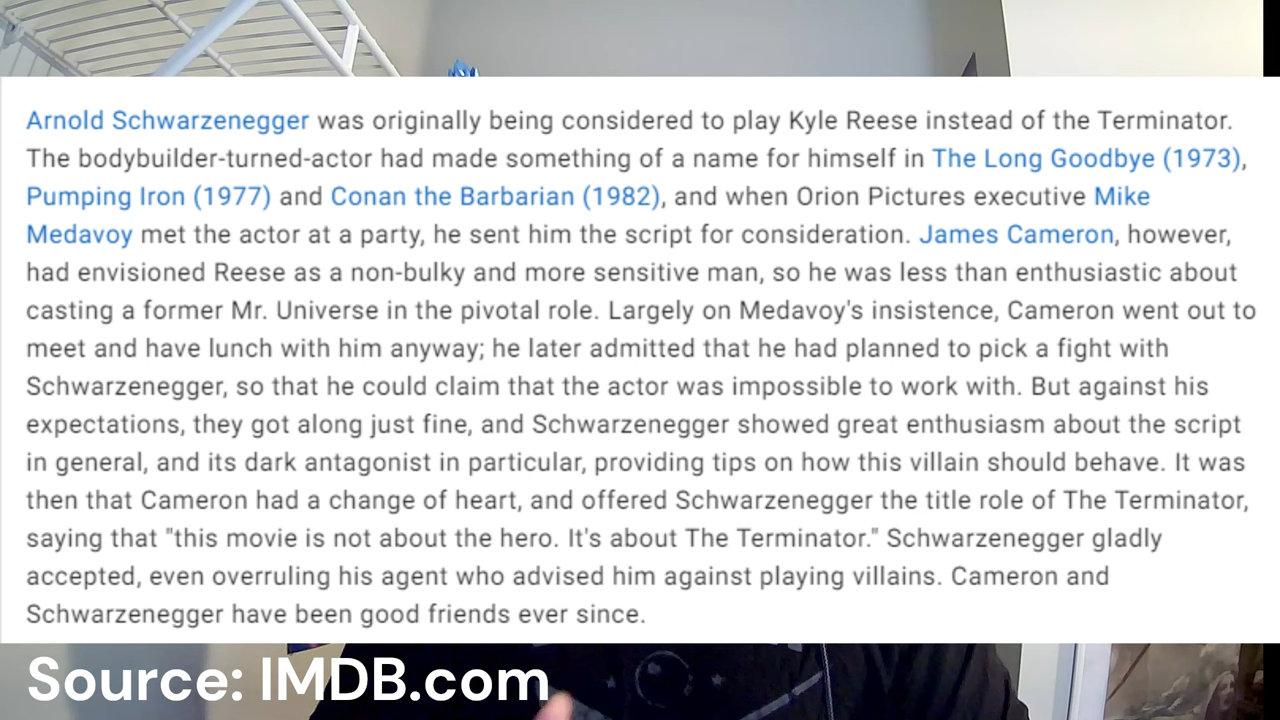 Arnold Schwarzenegger was originally being considered to play Kyle Reese instead of the Terminator.
The bodybuilder-turned-actor had made something of a name for himself in The Long Goodbye (1973),
Pumping Iron (1977) and Conan the Barbarian (1982), and when Orion Pictures executive Mike
Medavoy met the actor at a party, he sent him the script for consideration. James Cameron, however,
had envisioned Reese as a non-bulky and more sensitive man, so he was less than enthusiastic about
casting a former Mr. Universe in the pivotal role. Largely on Medavoy's insistence, Cameron went out to
meet and have lunch with him anyway; he later admitted that he had planned to pick a fight with
Schwarzenegger, so that he could claim that the actor was impossible to work with. But against his
expectations, they got along just fine, and Schwarzenegger showed great enthusiasm about the script
in general, and its dark antagonist in particular, providing tips on how this villain should behave. It was
then that Cameron had a change of heart, and offered Schwarzenegger the title role of The Terminator,
saying that "this movie is not about the hero. It's about The Terminator." Schwarzenegger gladly
accepted, even overruling his agent who advised him against playing villains. Cameron and
Schwarzenegger have been good friends ever since.
Source: IMDB.com